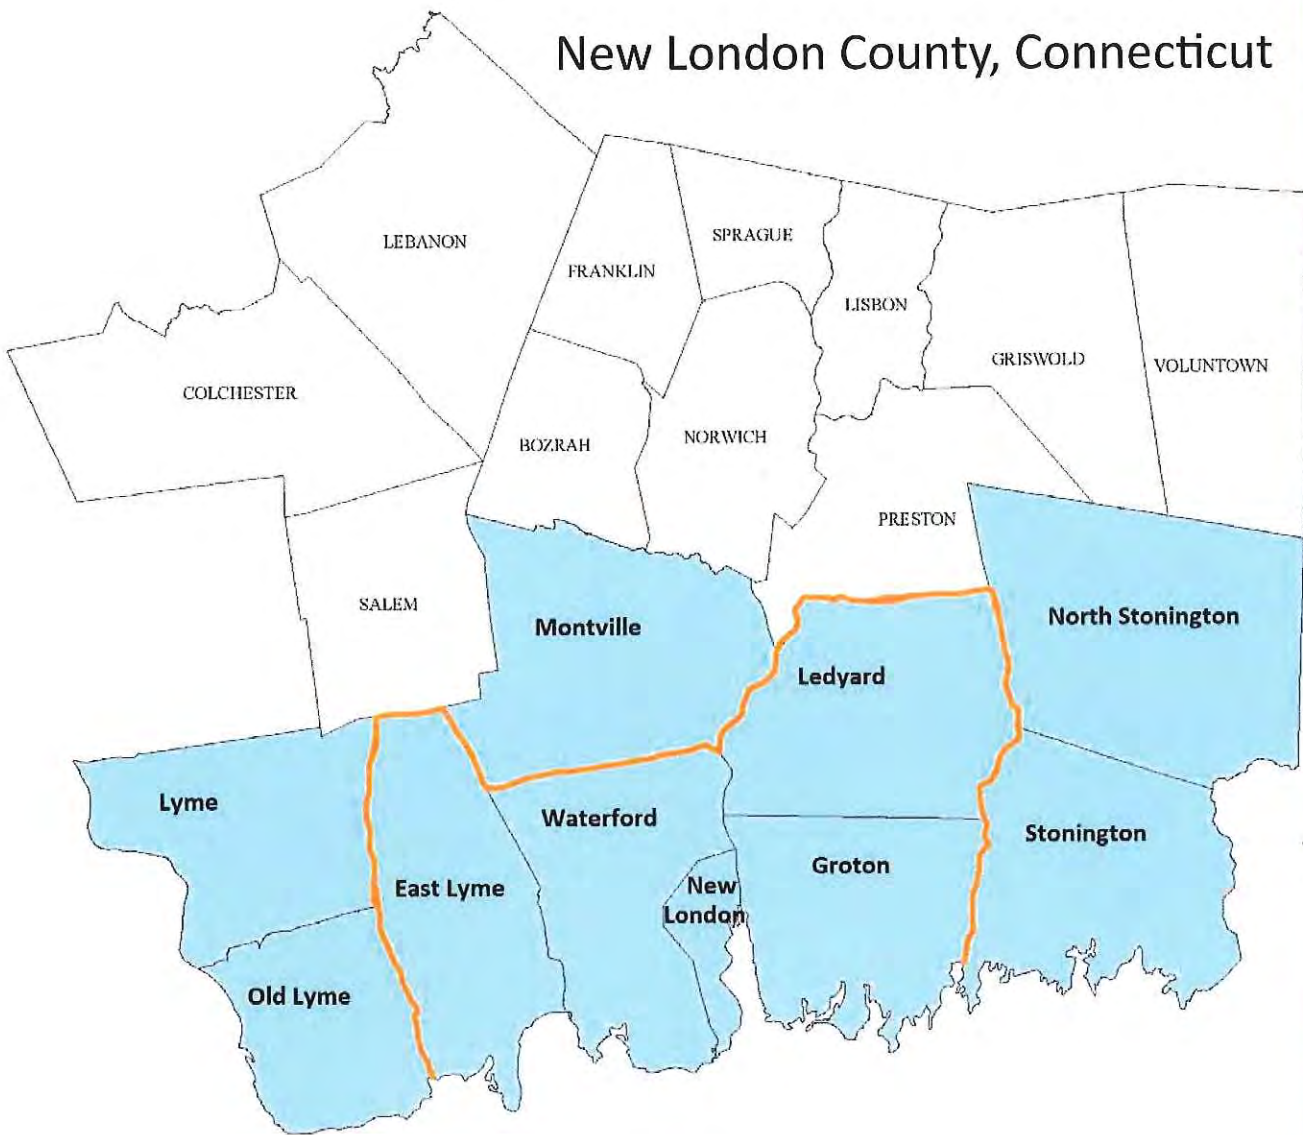 New London County, Connecticut
LEBANON
FRANKLIN
SPRAGUE
LISBON
GRISWOLD
VOLUNTOWN
COLCHESTER
BOZRAH
NORWICH
PRESTON
SALEM
Montville
Ledyard
North Stonington
Lyme
East Lyme
Waterford
New
London
Groton
Stonington
Old Lyme